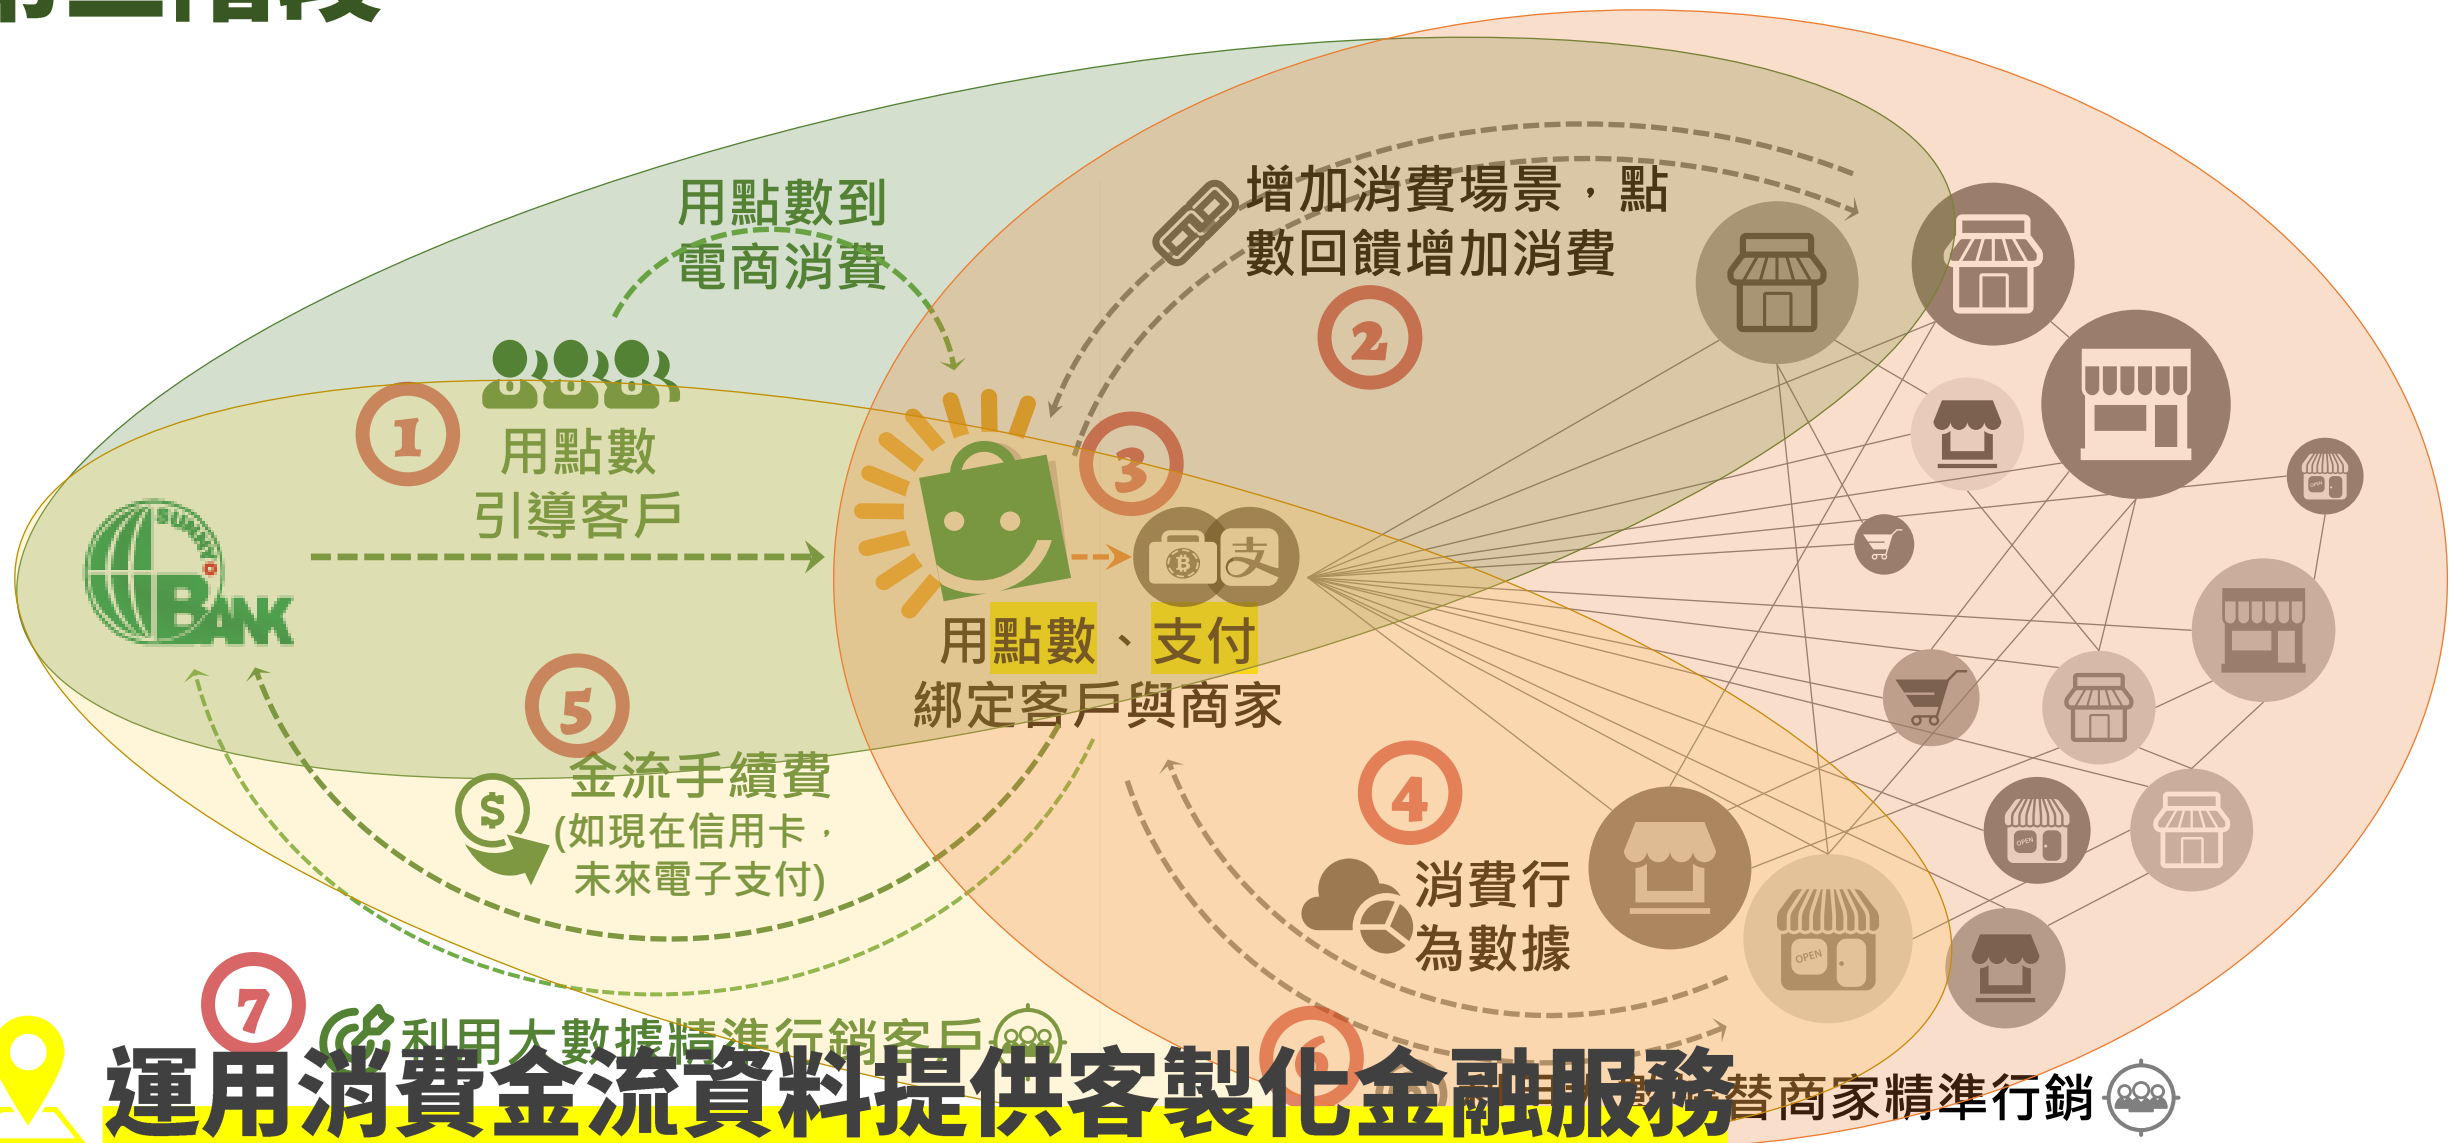 用點數到
電商消費
增加消費場景，點
數回饋增加消費
2
1
用點數
引導客戶
3
SUNNY
BANK
支
用點數、支付
綁定客戶與商家
5
金流手續費
(如現在信用卡，
未來電子支付)
4
消費行
為數據
OPEN
OPEN
OPEN
7
利用大數據精準行銷客戶
6
替商家精準行銷
運用消費金流資料提供客製化金融服務